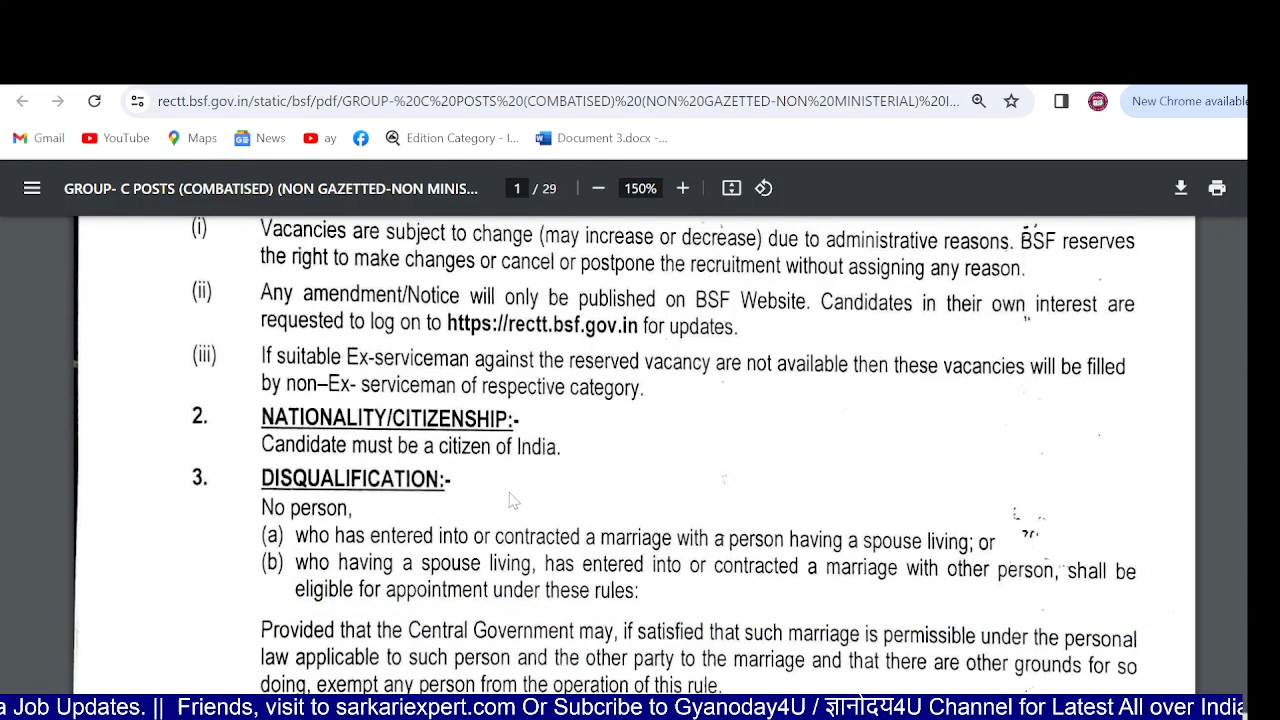 rectt.bsf.gov.in/static/bsf/pdf/GROUP-%20C%20POSTS%20(COMBATISED)%20(NON%20GAZETTED-NON%20MINISTERIAL)%20I...
New Chrome available
Gmail YouTube Maps News ay Edition Category - I... Document 3.docx -...
GROUP- C POSTS (COMBATISED) (NON GAZETTED-NON MINIS... 1 / 29 150%
(i) Vacancies are subject to change (may increase or decrease) due to administrative reasons. BSF reserves
the right to make changes or cancel or postpone the recruitment without assigning any reason.
(ii) Any amendment/Notice will only be published on BSF Website. Candidates in their own interest are
requested to log on to https://rectt.bsf.gov.in for updates.
(iii) If suitable Ex-serviceman against the reserved vacancy are not available then these vacancies will be filled
by non–Ex- serviceman of respective category.
2. NATIONALITY/CITIZENSHIP:-
Candidate must be a citizen of India.
3. DISQUALIFICATION:-
No person,
(a) who has entered into or contracted a marriage with a person having a spouse living; or
(b) who having a spouse living, has entered into or contracted a marriage with other person, shall be
eligible for appointment under these rules:
Provided that the Central Government may, if satisfied that such marriage is permissible under the personal
law applicable to such person and the other party to the marriage and that there are other grounds for so
doing, exempt any person from the operation of this rule.
a Job Updates. || Friends, visit to sarkariexpert.com Or Subcribe to Gyanoday4U / ज्ञानोदय4U Channel for Latest All over India